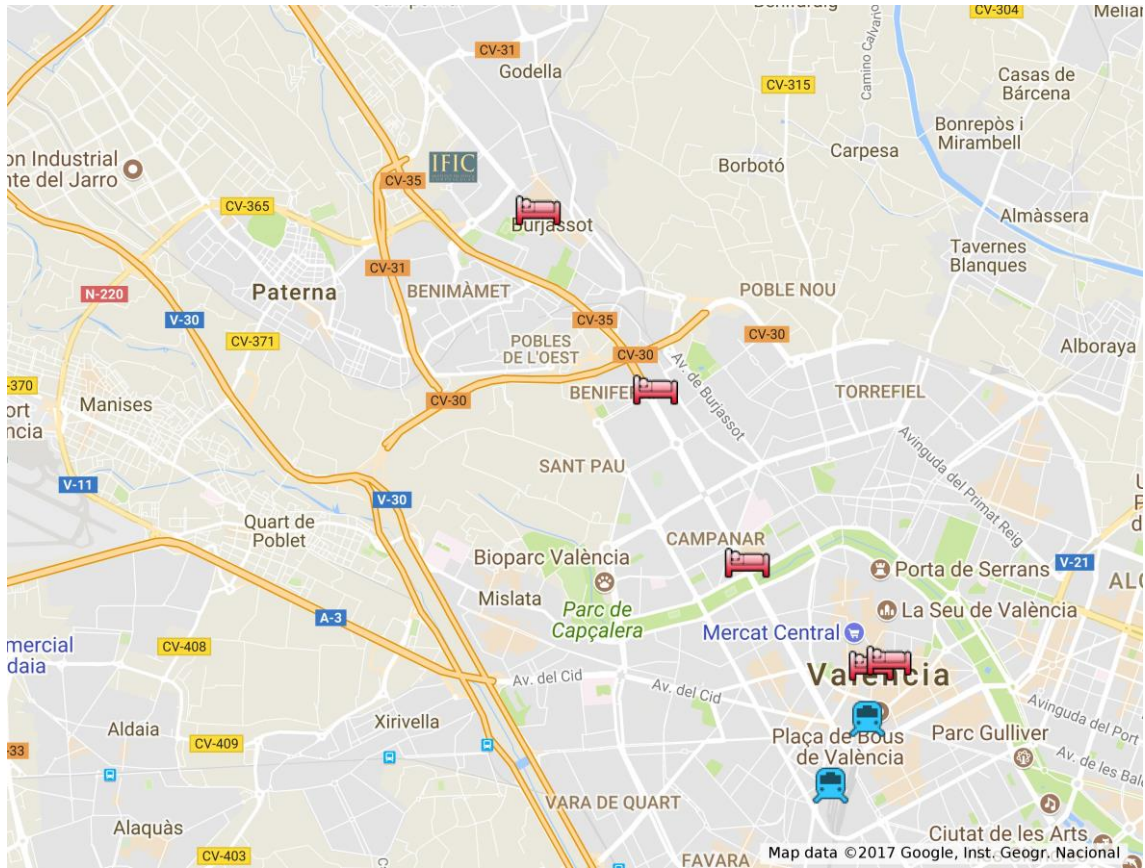 CV-304
CV-31
Godella
CV-315
Camino Calvario
Casas de
Bárcena
Bonrepòs i
Mirambell
on Industrial
nte del Jarro
IFIC
Borbotó
Carpesa
CV-35
CV-365
Burjassot
Almàssera
Tavernes
Blanques
CV-31
N-220
Paterna
BENIMÀMET
POBLE NOU
V-30
CV-35
CV-30
CV-371
POBLES
DE L'OEST
CV-30
Alboraya
-370
Manises
CV-30
BENIFE
Av. de Burjassot
TORREFIEL
ort
ncia
Avinguda del Primat Reig
SANT PAU
V-11
V-30
Quart de
Poblet
CAMPANAR
Bioparc València
Porta de Serrans
V-21
Mislata
Parc de
Capçalera
La Seu de València
A-3
Mercat Central
mercial
daia
CV-408
València
Av. del Cid
Av. del Cid
Avinguda del Port
Aldaia
Xirivella
Plaça de Bous
de València
Parc Gulliver
-33
CV-409
Av. de les Bal
VARA DE QUART
Alaquàs
Ciutat de les Arts
CV-403
FAVARA
Map data ©2017 Google, Inst. Geogr, Nacional